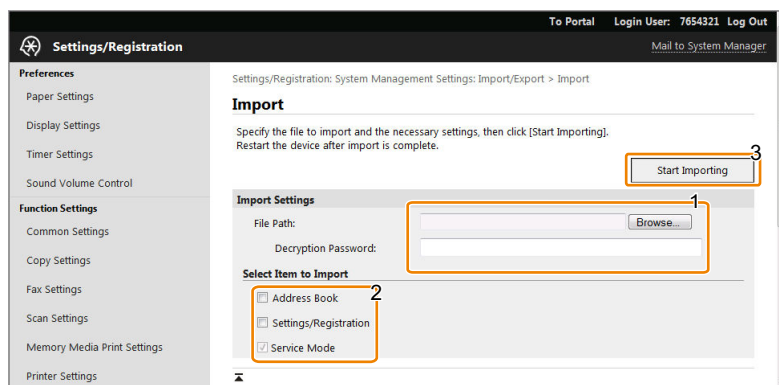 To Portal Login User: 7654321 Log Out
Settings/Registration Mail to System Manager
Preferences
Paper Settings
Display Settings
Timer Settings
Sound Volume Control
Function Settings
Common Settings
Copy Settings
Fax Settings
Scan Settings
Memory Media Print Settings
Printer Settings
Settings/Registration: System Management Settings: Import/Export > Import
Import
Specify the file to import and the necessary settings, then click [Start Importing].
Restart the device after import is complete.
3
Start Importing
Import Settings
1
File Path: Browse...
Decryption Password:
Select Item to Import
2
Address Book
Settings/Registration
Service Mode